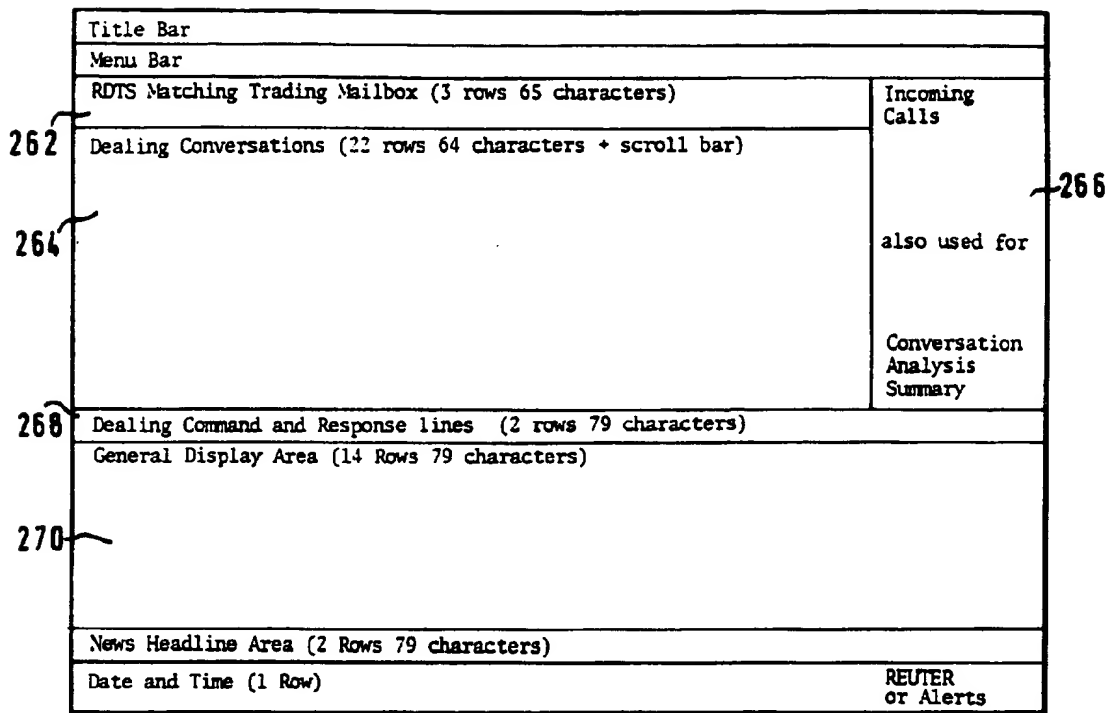 Title Bar
Menu Bar
RDTS Matching Trading Mailbox (3 rows 65 characters)
Incoming
Calls
262
Dealing Conversations (22 rows 64 characters + scroll bar)
266
264
also used for
Conversation
Analysis
Summary
268
Dealing Command and Response lines (2 rows 79 characters)
General Display Area (14 Rows 79 characters)
270
News Headline Area (2 Rows 79 characters)
Date and Time (1 Row)
REUTER
or Alerts